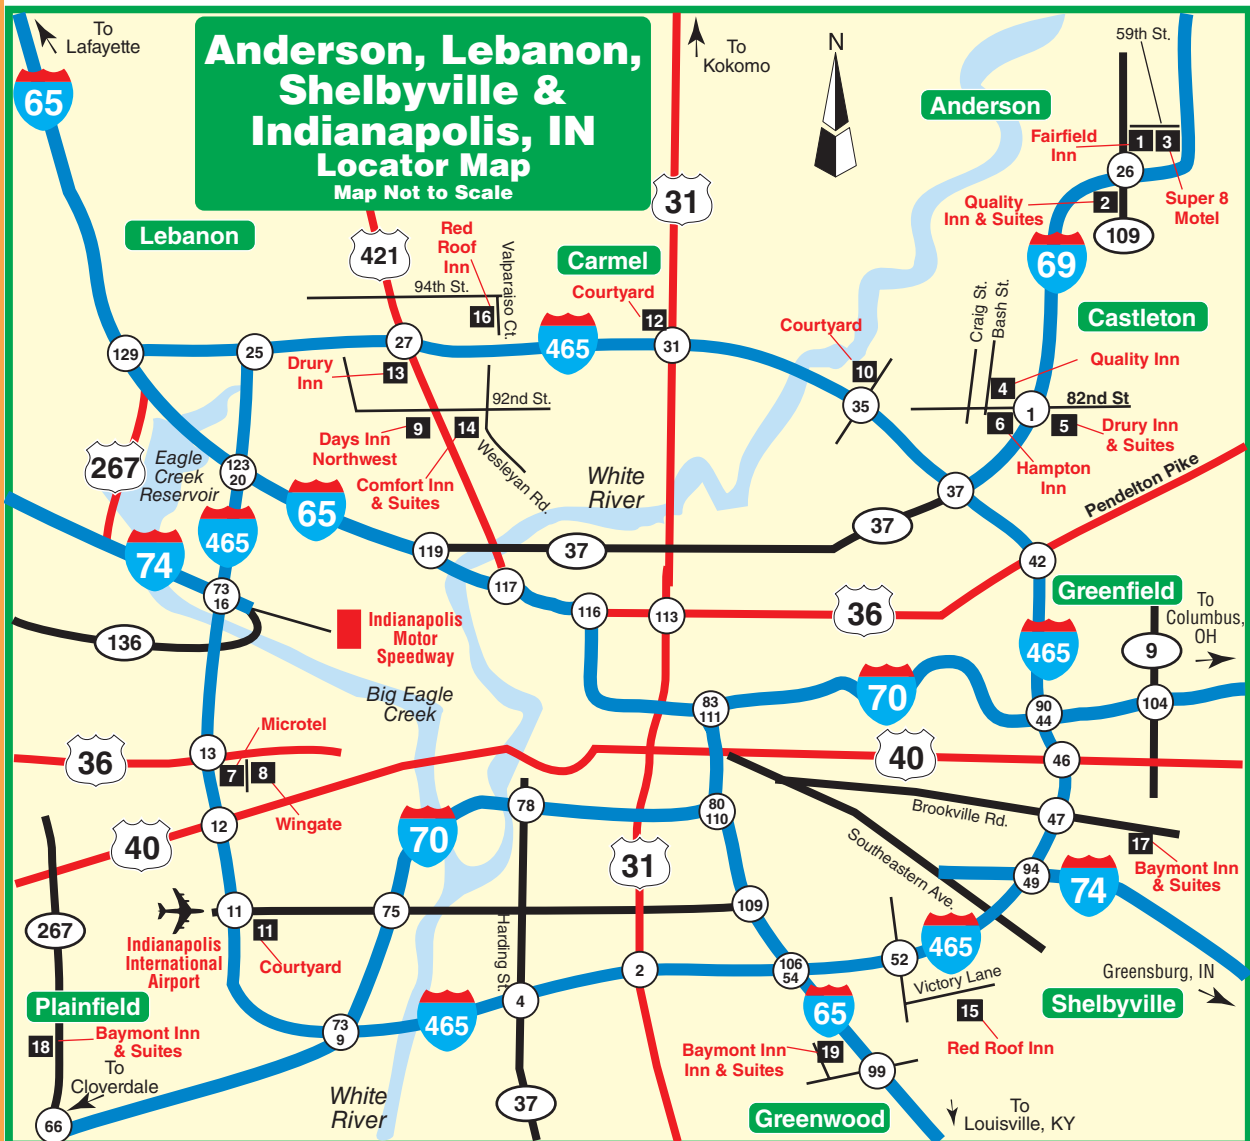 To
Lafayette
65
Anderson, Lebanon,
Shelbyville &
Indianapolis, IN
Locator Map
Map Not to Scale
To
Kokomo
N
59th St.
Anderson
Fairfield
Inn
1
3
26
Quality
Inn & Suites
2
Super 8
Motel
109
31
Lebanon
421
Red
Roof
Inn
Valparaiso Ct.
94th St.
16
Carmel
Courtyard
12
69
Craig St.
Bash St.
Castleton
129
25
27
465
31
Courtyard
10
35
Quality Inn
4
82nd St
1
6
5
Drury Inn
& Suites
Hampton
Inn
Drury
Inn
13
92nd St.
9
14
Days Inn
Northwest
Comfort Inn
& Suites
Wesleyan Rd.
267
Eagle
Creek
Reservoir
123
20
65
465
74
White
River
37
Pendelton Pike
37
119
37
117
42
73
16
116
113
36
Greenfield
To
Columbus,
OH
9
136
Indianapolis
Motor
Speedway
465
Big Eagle
Creek
70
83
111
90
44
104
Microtel
36
13
7
8
Wingate
40
46
12
40
70
78
80
110
Brookville Rd.
47
17
Baymont Inn
& Suites
Southeastern Ave.
94
49
74
31
11
75
109
267
Indianapolis
International
Airport
11
Courtyard
Harding St.
465
52
Victory Lane
Greensburg, IN
Shelbyville
15
Red Roof Inn
2
106
54
65
Plainfield
18
Baymont Inn
& Suites
73
9
465
4
Baymont Inn
Inn & Suites
19
99
To
Cloverdale
66
White
River
37
Greenwood
To
Louisville, KY